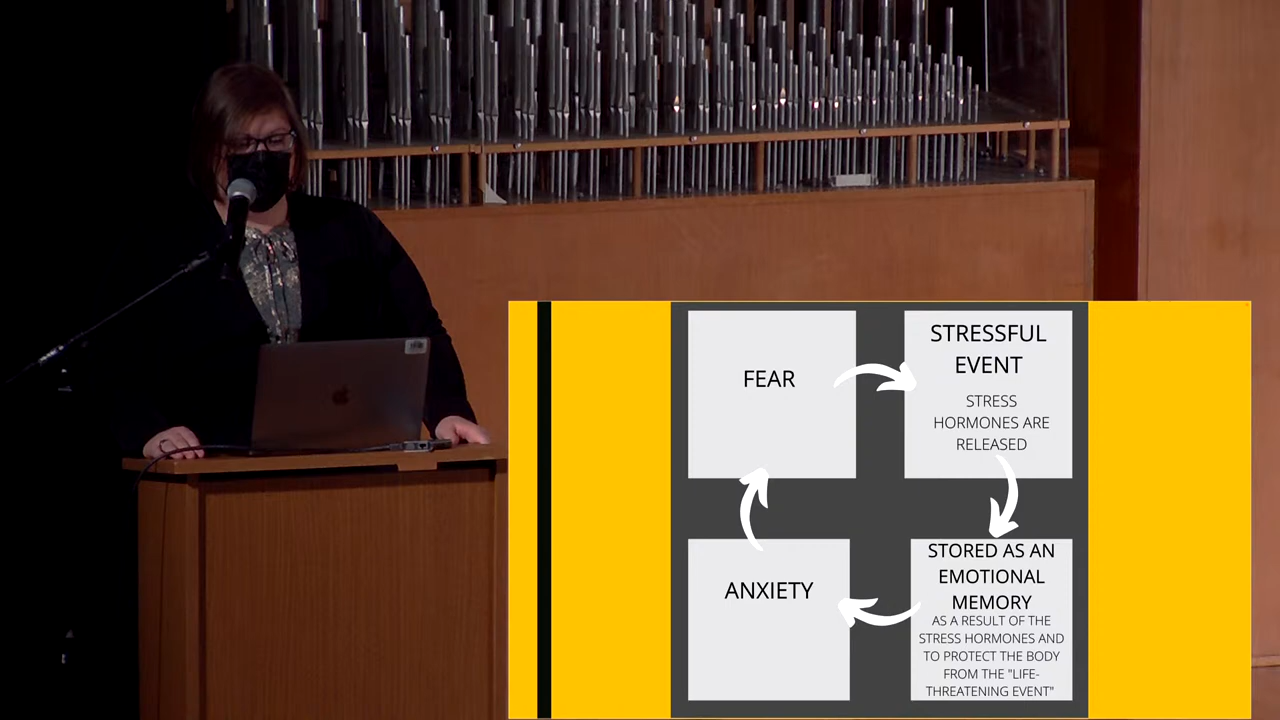 FEAR
STRESSFUL
EVENT
STRESS
HORMONES ARE
RELEASED
STORED AS AN
EMOTIONAL
MEMORY
AS A RESULT OF THE
STRESS HORMONES AND
TO PROTECT THE BODY
FROM THE "LIFE-
THREATENING EVENT"
ANXIETY